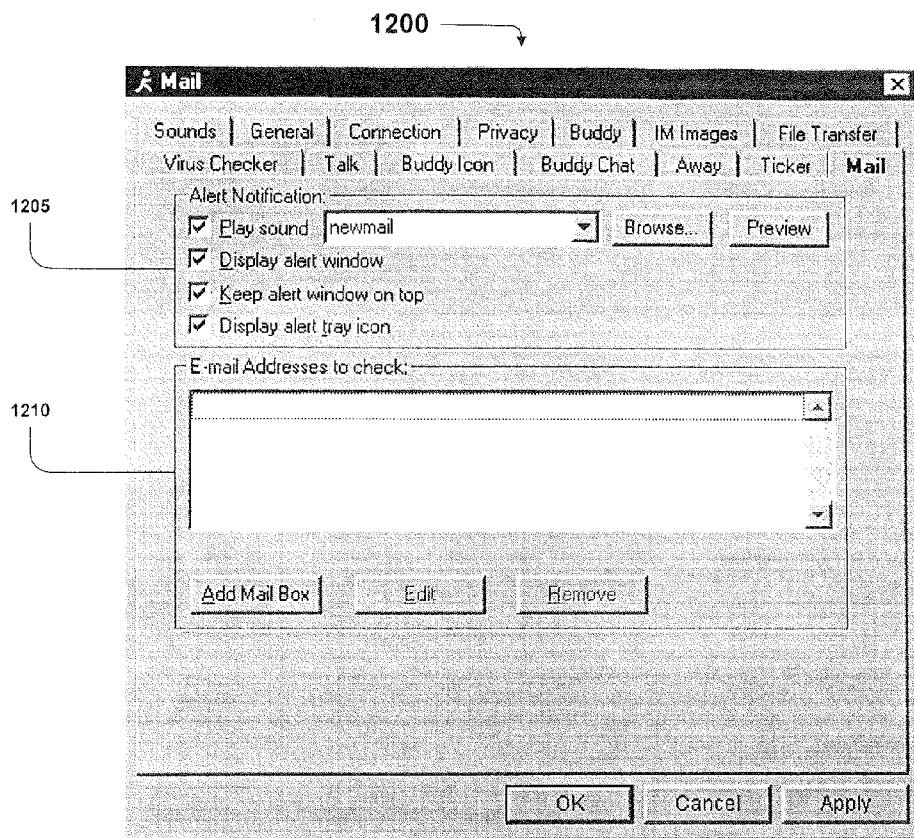 1200
Mail
Sounds General Connection Privacy Buddy IM Images File Transfer
Virus Checker Talk Buddy Icon Buddy Chat Away Ticker Mail
1205
Alert Notification:
Play sound newmail Browse... Preview
Display alert window
Keep alert window on top
Display alert tray icon
1210
E-mail Addresses to check:
Add Mail Box Edit Remove
OK Cancel Apply